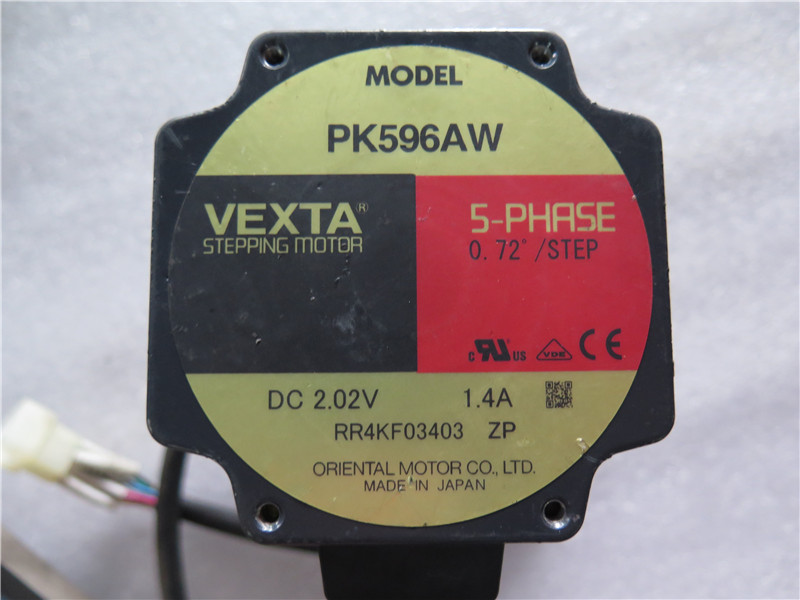 MODEL
PK596AW
VEXTA®
STEPPING MOTOR
5-PHASE
0.72°/STEP
c RU US VDE CE
DC 2.02V 1.4A
RR4KF03403 ZP
ORIENTAL MOTOR CO., LTD.
MADE IN JAPAN